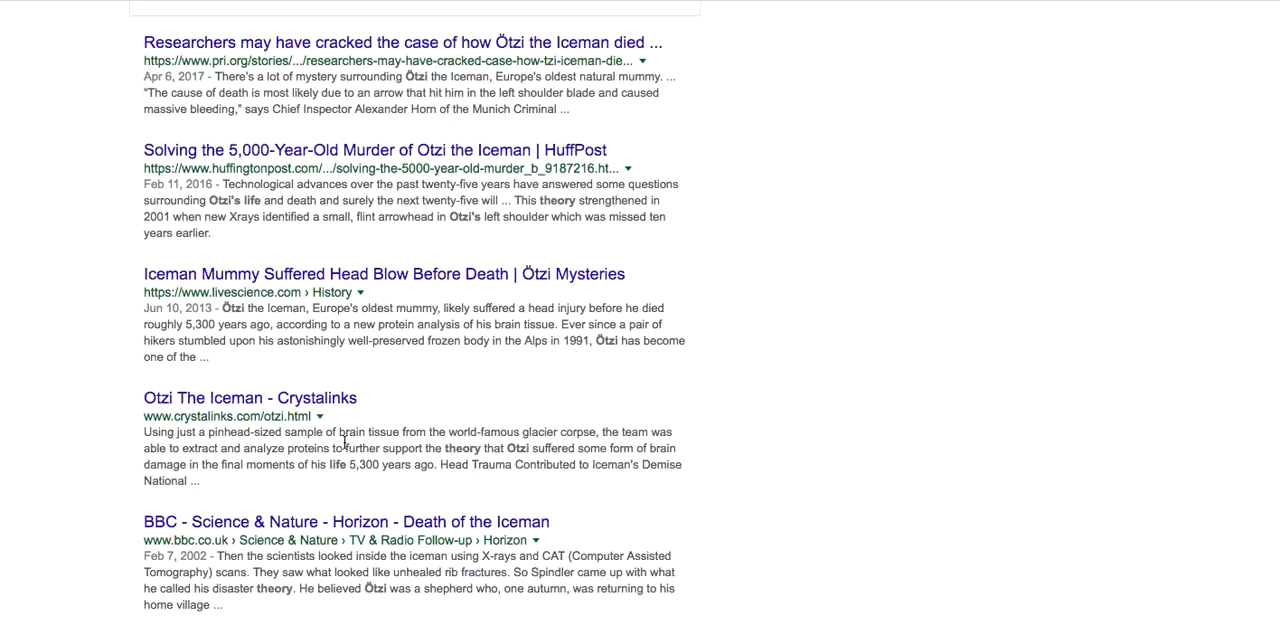 Researchers may have cracked the case of how Ötzi the Iceman died ...
https://www.pri.org/stories/.../researchers-may-have-cracked-case-how-tzi-iceman-die...
Apr 6, 2017 - There's a lot of mystery surrounding Ötzi the Iceman, Europe's oldest natural mummy. ...
"The cause of death is most likely due to an arrow that hit him in the left shoulder blade and caused
massive bleeding," says Chief Inspector Alexander Horn of the Munich Criminal ...
Solving the 5,000-Year-Old Murder of Otzi the Iceman | HuffPost
https://www.huffingtonpost.com/.../solving-the-5000-year-old-murder_b_9187216.ht...
Feb 11, 2016 - Technological advances over the past twenty-five years have answered some questions
surrounding Otzi's life and death and surely the next twenty-five will ... This theory strengthened in
2001 when new Xrays identified a small, flint arrowhead in Otzi's left shoulder which was missed ten
years earlier.
Iceman Mummy Suffered Head Blow Before Death | Ötzi Mysteries
https://www.livescience.com › History
Jun 10, 2013 - Ötzi the Iceman, Europe's oldest mummy, likely suffered a head injury before he died
roughly 5,300 years ago, according to a new protein analysis of his brain tissue. Ever since a pair of
hikers stumbled upon his astonishingly well-preserved frozen body in the Alps in 1991, Ötzi has become
one of the ...
Otzi The Iceman - Crystalinks
www.crystalinks.com/otzi.html
Using just a pinhead-sized sample of brain tissue from the world-famous glacier corpse, the team was
able to extract and analyze proteins to further support the theory that Otzi suffered some form of brain
damage in the final moments of his life 5,300 years ago. Head Trauma Contributed to Iceman's Demise
National ...
BBC - Science & Nature - Horizon - Death of the Iceman
www.bbc.co.uk › Science & Nature › TV & Radio Follow-up › Horizon
Feb 7, 2002 - Then the scientists looked inside the iceman using X-rays and CAT (Computer Assisted
Tomography) scans. They saw what looked like unhealed rib fractures. So Spindler came up with what
he called his disaster theory. He believed Ötzi was a shepherd who, one autumn, was returning to his
home village ...